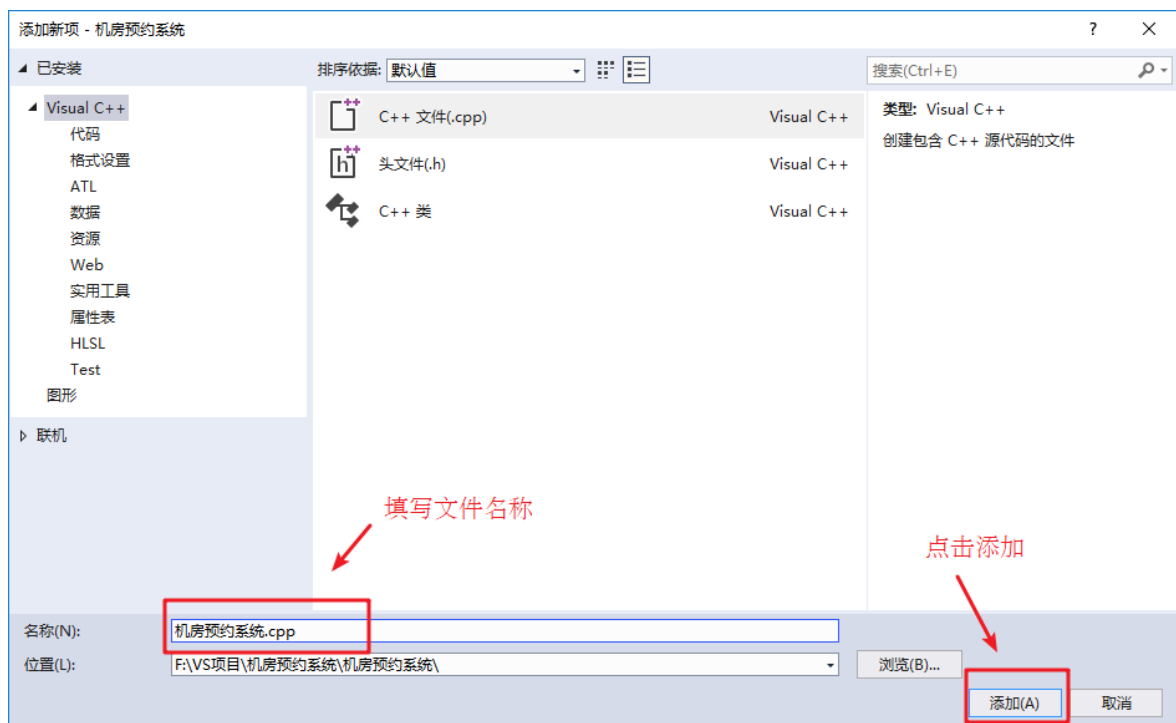 添加新项 - 机房预约系统
?
已安装
排序依据: 默认值
搜索(Ctrl+E)
Visual C++
代码
格式设置
ATL
数据
资源
Web
实用工具
属性表
HLSL
Test
图形
联机
C++ 文件(.cpp) Visual C++
头文件(.h) Visual C++
C++ 类 Visual C++
类型: Visual C++
创建包含 C++ 源代码的文件
填写文件名称
点击添加
名称(N): 机房预约系统.cpp
位置(L): F:\VS项目\机房预约系统\机房预约系统\
浏览(B)...
添加(A) 取消